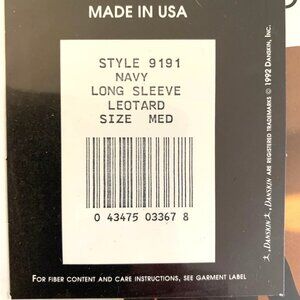 MADE IN USA
STYLE 9191
NAVY
LONG SLEEVE
LEOTARD
SIZE MED
0 43475 03367 8
FOR FIBER CONTENT AND CARE INSTRUCTIONS, SEE GARMENT LABEL
, DANSKIN , DANSKIN ARE REGISTERED TRADEMARKS © 1992 DANSKIN, INC.